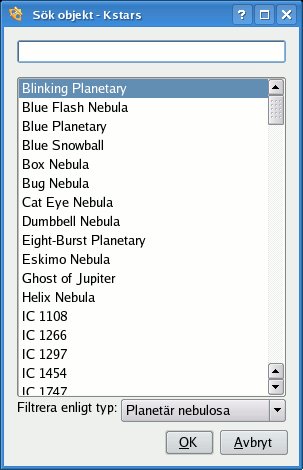 Sök objekt - Kstars
Blinking Planetary
Blue Flash Nebula
Blue Planetary
Blue Snowball
Box Nebula
Bug Nebula
Cat Eye Nebula
Dumbbell Nebula
Eight-Burst Planetary
Eskimo Nebula
Ghost of Jupiter
Helix Nebula
IC 1108
IC 1266
IC 1297
IC 1454
IC 1747
Filtrera enligt typ: Planetär nebulosa
OK Avbryt